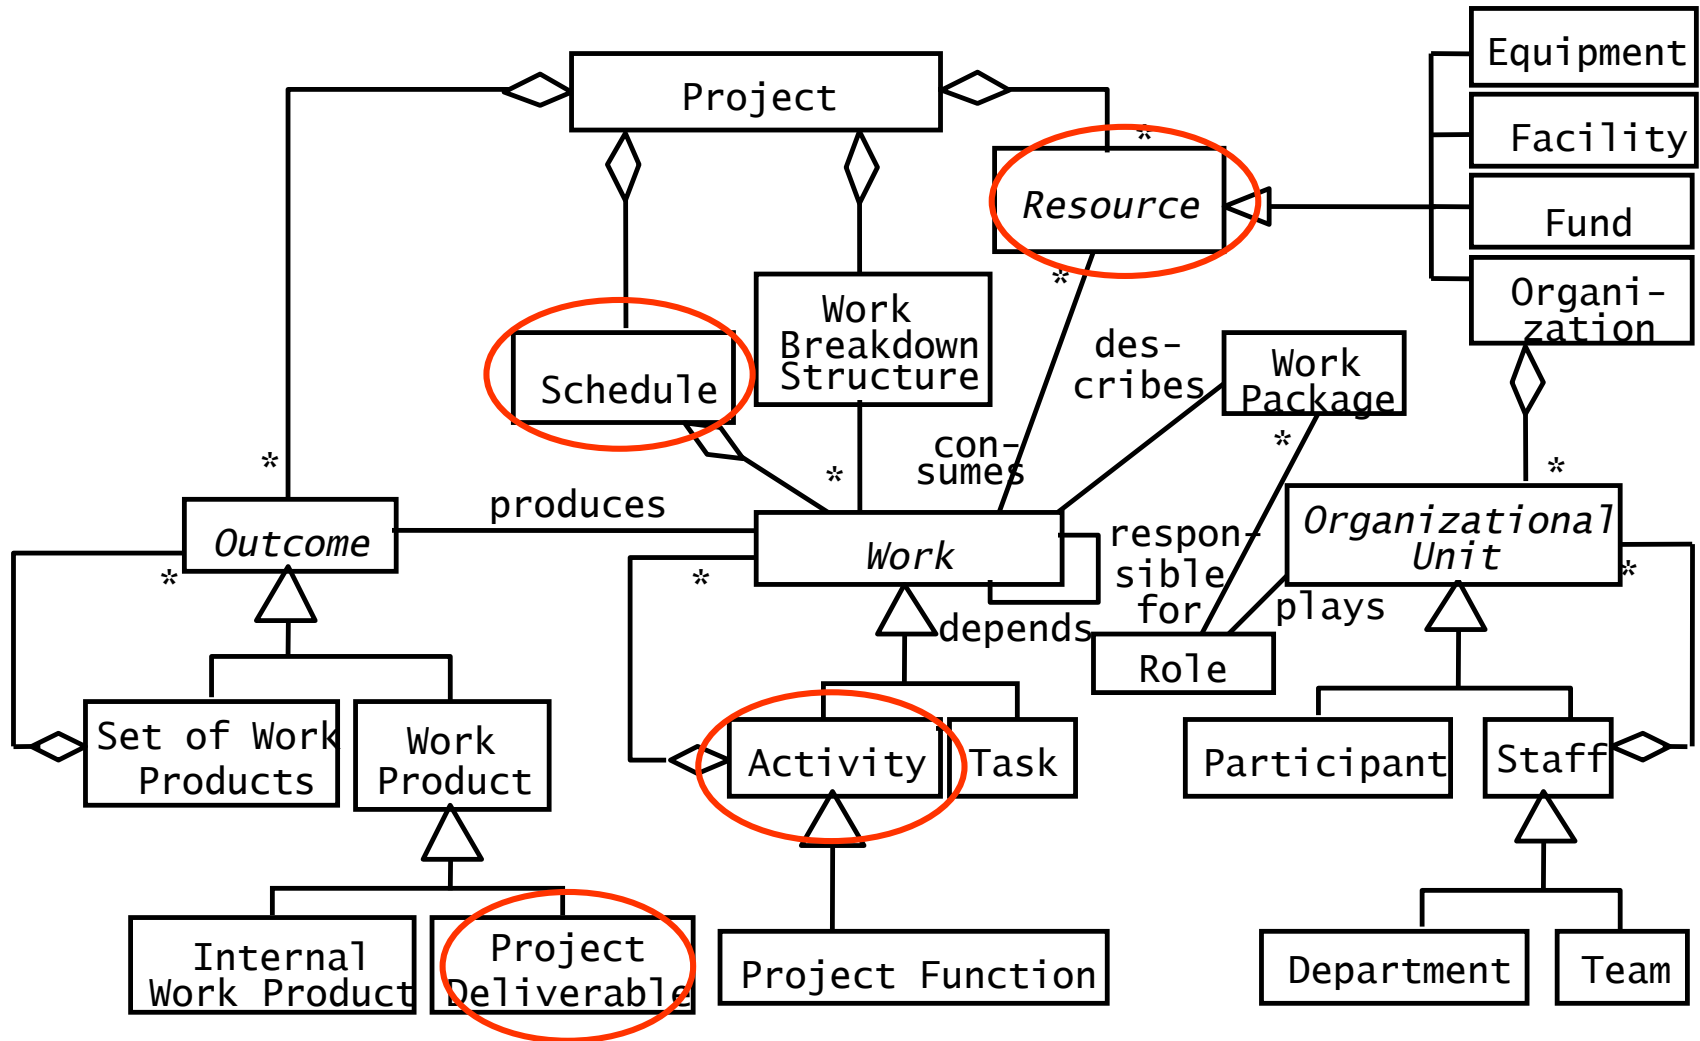 Equipment
Project
*
Facility
Resource
Fund
*
Organi-
zation
Work
Breakdown
Structure
des-
cribes
Work
Package
Schedule
*
con-
sumes
*
*
*
produces
Outcome
*
Work
*
respon-
sible
for
Organizational
Unit
*
plays
depends
Role
Set of Work
Products
Work
Product
Activity
Task
Participant
Staff
Internal
Work Product
Project
Deliverable
Project Function
Department
Team